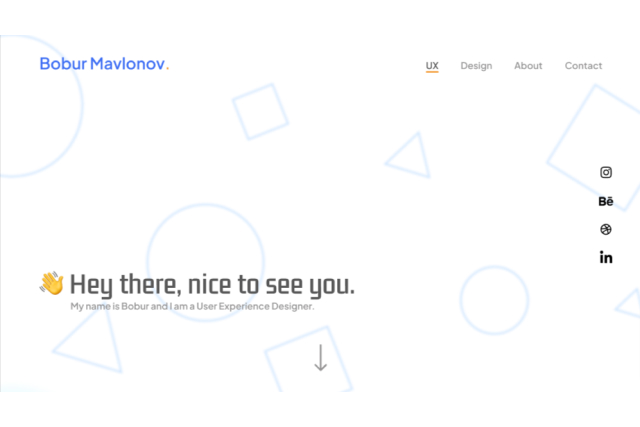 Bobur Mavlonov.
UX
Design
About
Contact
Bē
in
👋 Hey there, nice to see you.
My name is Bobur and I am a User Experience Designer.